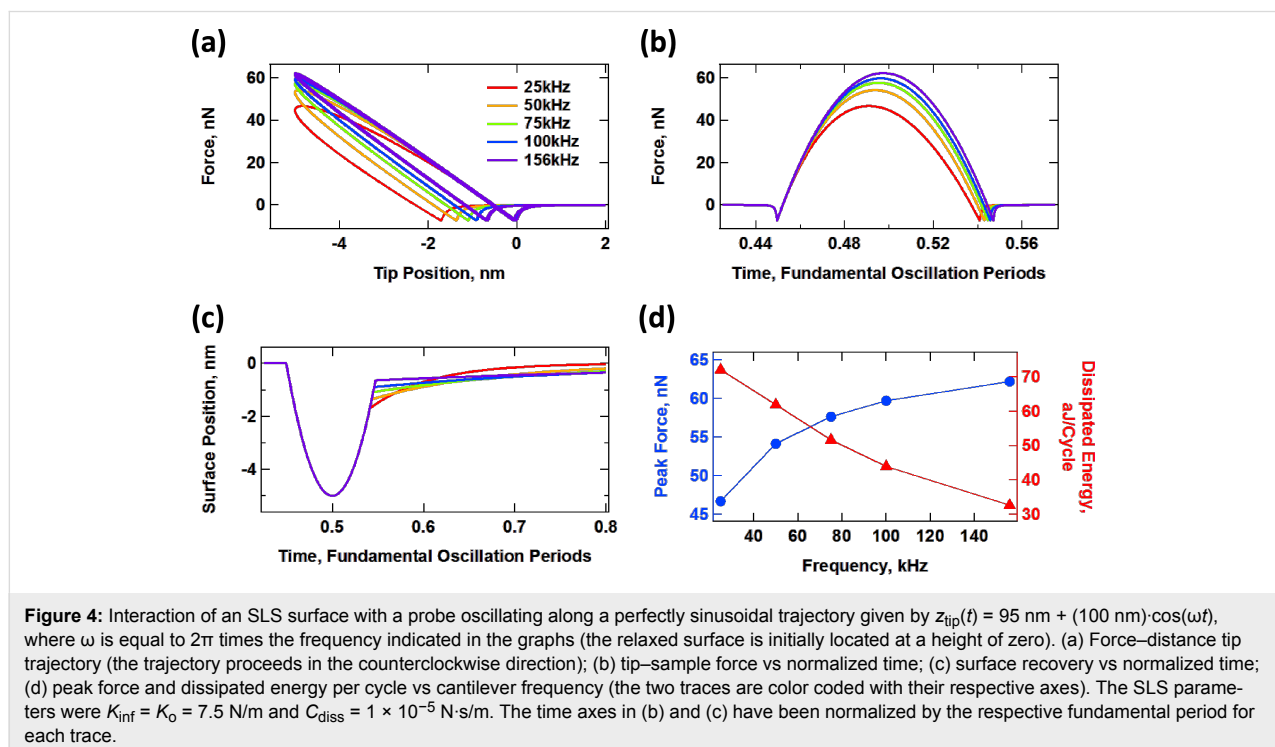 (a)
60
40
20
0
Force, nN
-4
-2
0
2
Tip Position, nm
25kHz
50kHz
75kHz
100kHz
156kHz
(b)
60
40
20
0
Force, nN
0.44
0.48
0.52
0.56
Time, Fundamental Oscillation Periods
(c)
0
-2
-4
Surface Position, nm
0.5
0.6
0.7
0.8
Time, Fundamental Oscillation Periods
(d)
65
60
55
50
45
Peak Force, nN
70
60
50
40
30
Dissipated Energy,
aJ/Cycle
40
60
80
100
120
140
Frequency, kHz
Figure 4: Interaction of an SLS surface with a probe oscillating along a perfectly sinusoidal trajectory given by z_tip(t) = 95 nm + (100 nm)·cos(ωt),
where ω is equal to 2π times the frequency indicated in the graphs (the relaxed surface is initially located at a height of zero). (a) Force–distance tip
trajectory (the trajectory proceeds in the counterclockwise direction); (b) tip–sample force vs normalized time; (c) surface recovery vs normalized time;
(d) peak force and dissipated energy per cycle vs cantilever frequency (the two traces are color coded with their respective axes). The SLS parame-
ters were K_inf = K_o = 7.5 N/m and C_diss = 1 × 10⁻⁵ N·s/m. The time axes in (b) and (c) have been normalized by the respective fundamental period for
each trace.